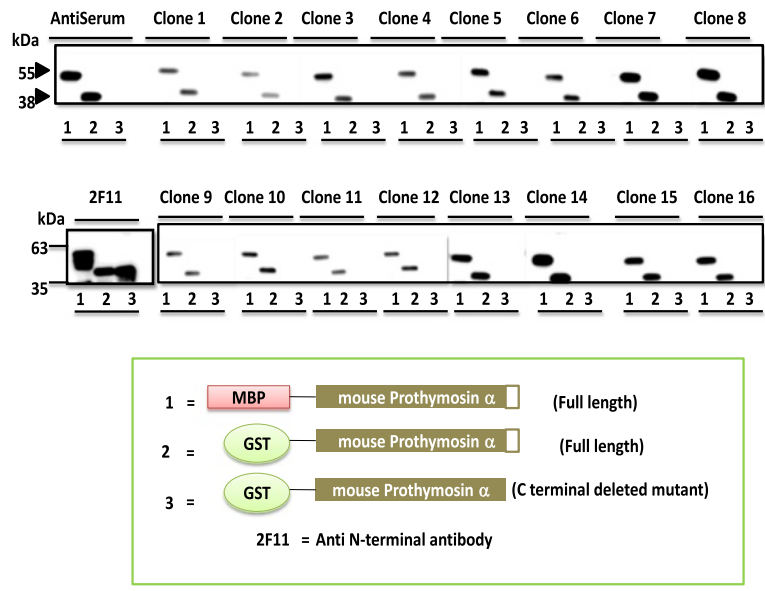 AntiSerum Clone 1 Clone 2 Clone 3 Clone 4 Clone 5 Clone 6 Clone 7 Clone 8
kDa
55
38
1 2 3 1 2 3 1 2 3 1 2 3 1 2 3 1 2 3 1 2 3 1 2 3 1 2 3
2F11 Clone 9 Clone 10 Clone 11 Clone 12 Clone 13 Clone 14 Clone 15 Clone 16
kDa
63
35
1 2 3 1 2 3 1 2 3 1 2 3 1 2 3 1 2 3 1 2 3 1 2 3 1 2 3
1 = MBP mouse Prothymosin α (Full length)
2 = GST mouse Prothymosin α (Full length)
3 = GST mouse Prothymosin α (C terminal deleted mutant)
2F11 = Anti N-terminal antibody